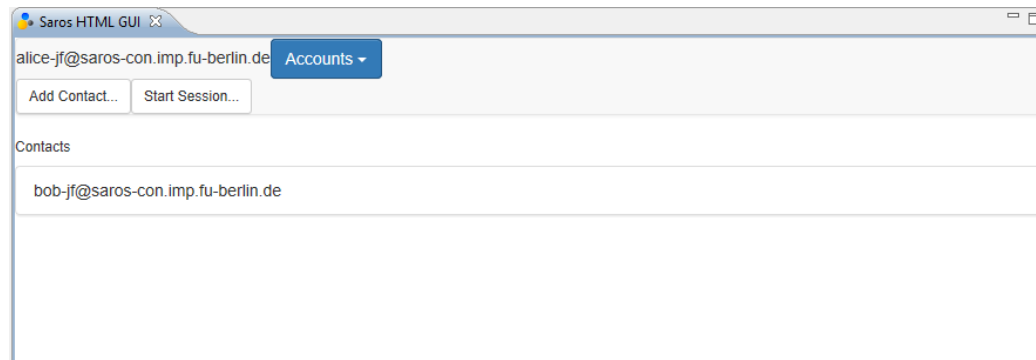 Saros HTML GUI
alice-jf@saros-con.imp.fu-berlin.de Accounts
Add Contact... Start Session...
Contacts
bob-jf@saros-con.imp.fu-berlin.de